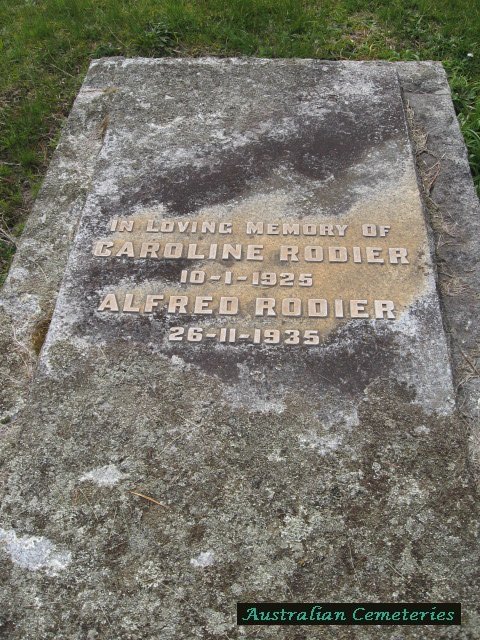 IN LOVING MEMORY OF
CAROLINE RODIER
10-1-1925
ALFRED RODIER
26-11-1935
Australian Cemeteries